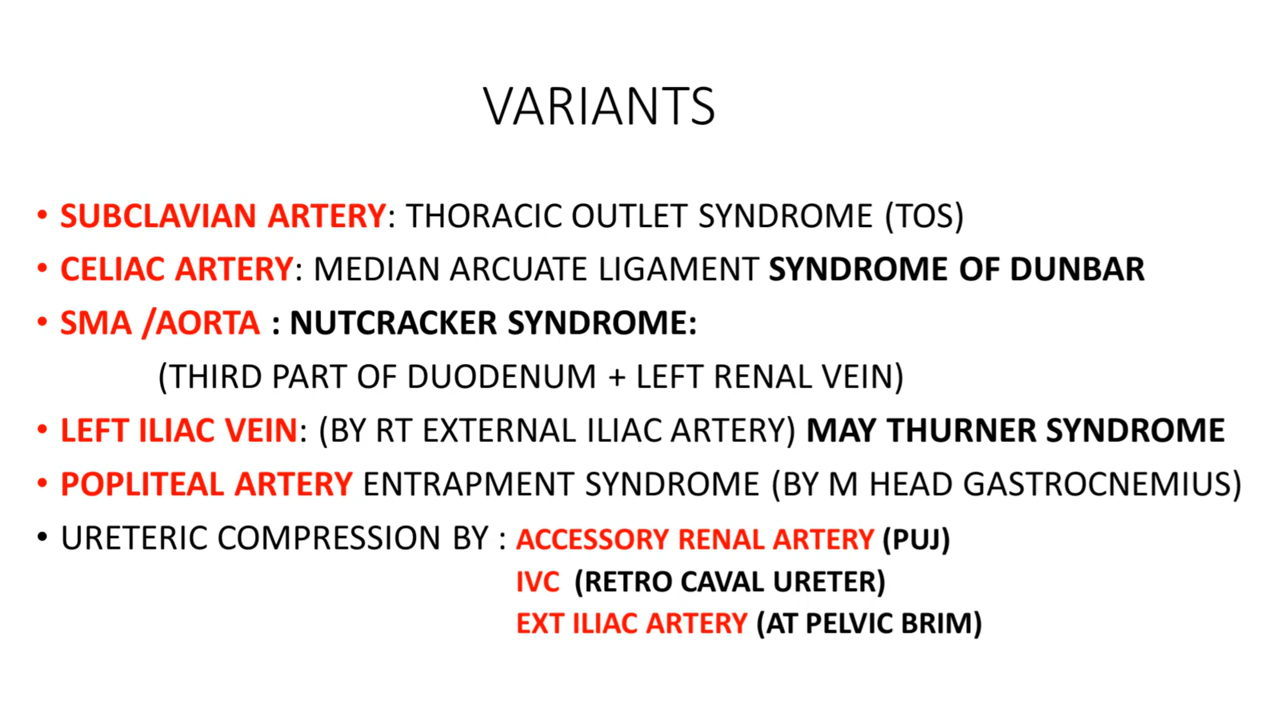 VARIANTS
• SUBCLAVIAN ARTERY: THORACIC OUTLET SYNDROME (TOS)
• CELIAC ARTERY: MEDIAN ARCUATE LIGAMENT SYNDROME OF DUNBAR
• SMA /AORTA : NUTCRACKER SYNDROME:
(THIRD PART OF DUODENUM + LEFT RENAL VEIN)
• LEFT ILIAC VEIN: (BY RT EXTERNAL ILIAC ARTERY) MAY THURNER SYNDROME
• POPLITEAL ARTERY ENTRAPMENT SYNDROME (BY M HEAD GASTROCNEMIUS)
• URETERIC COMPRESSION BY : ACCESSORY RENAL ARTERY (PUJ)
IVC (RETRO CAVAL URETER)
EXT ILIAC ARTERY (AT PELVIC BRIM)